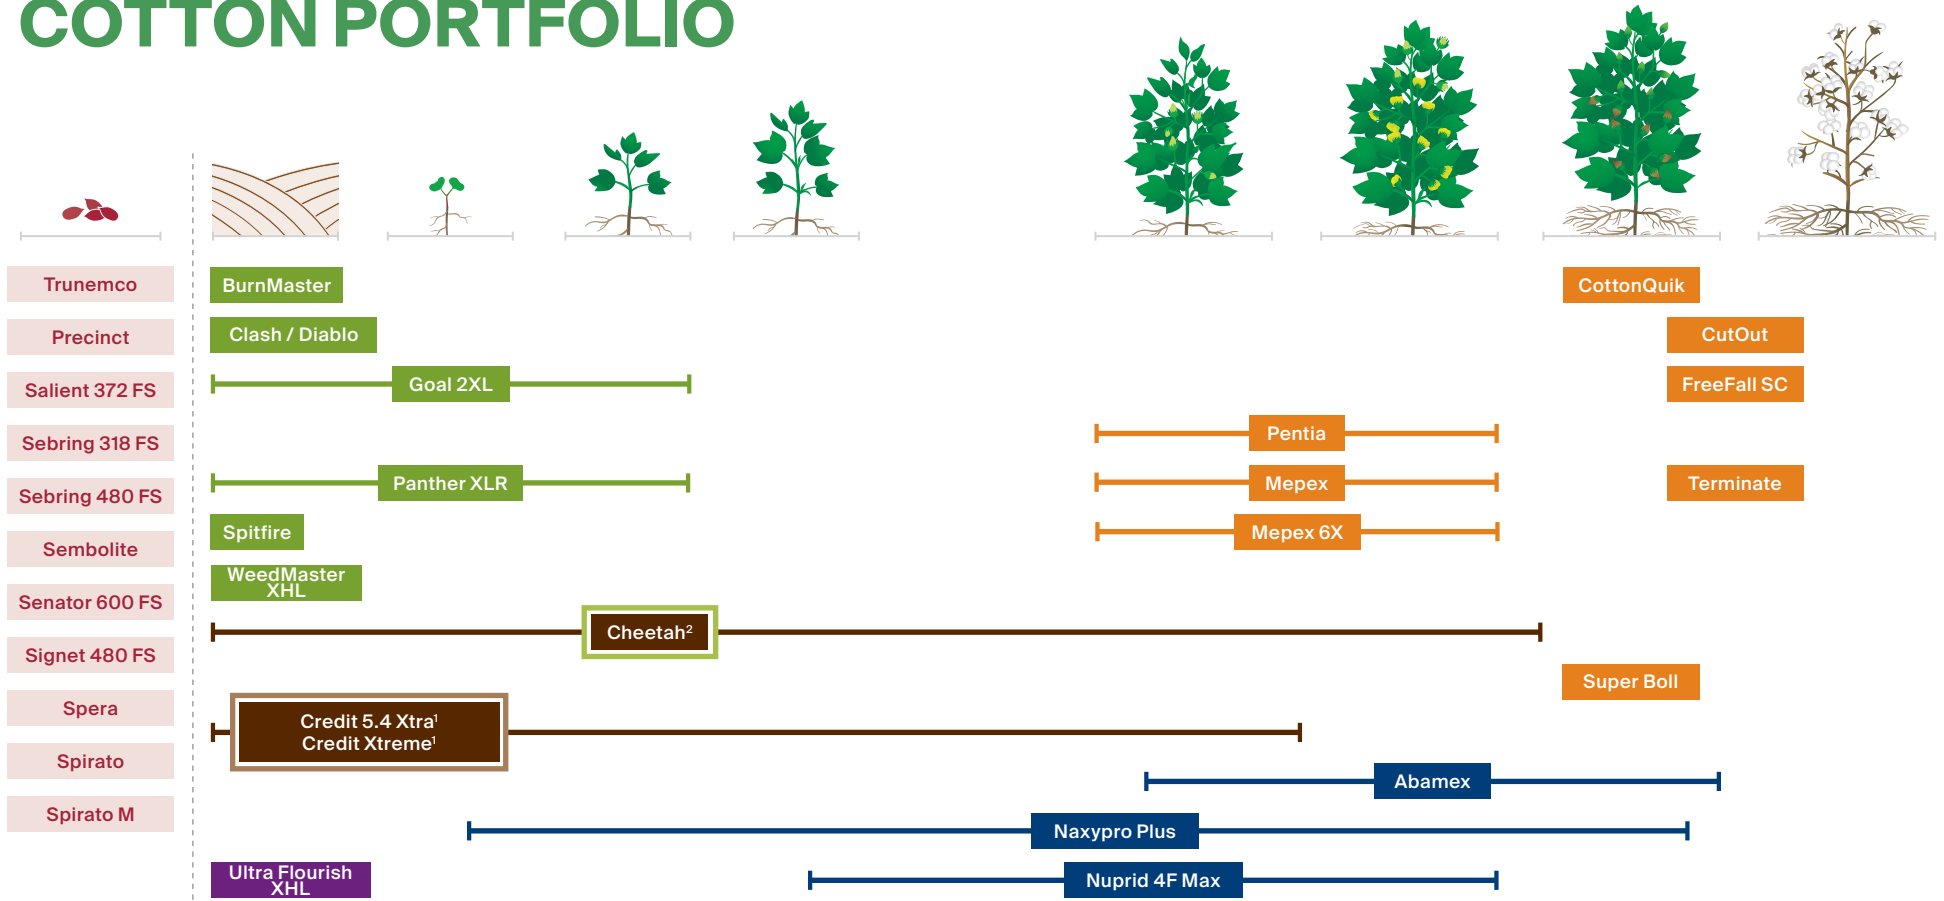 COTTON PORTFOLIO
Trunemco
Precinct
Salient 372 FS
Sebring 318 FS
Sebring 480 FS
Sembolite
Senator 600 FS
Signet 480 FS
Spera
Spirato
Spirato M
BurnMaster
CottonQuik
Clash / Diablo
CutOut
Goal 2XL
FreeFall SC
Pentia
Panther XLR
Mepex
Terminate
Spitfire
Mepex 6X
WeedMaster
XHL
Cheetah²
Super Boll
Credit 5.4 Xtra¹
Credit Xtreme¹
Abamex
Naxypro Plus
Ultra Flourish
XHL
Nuprid 4F Max